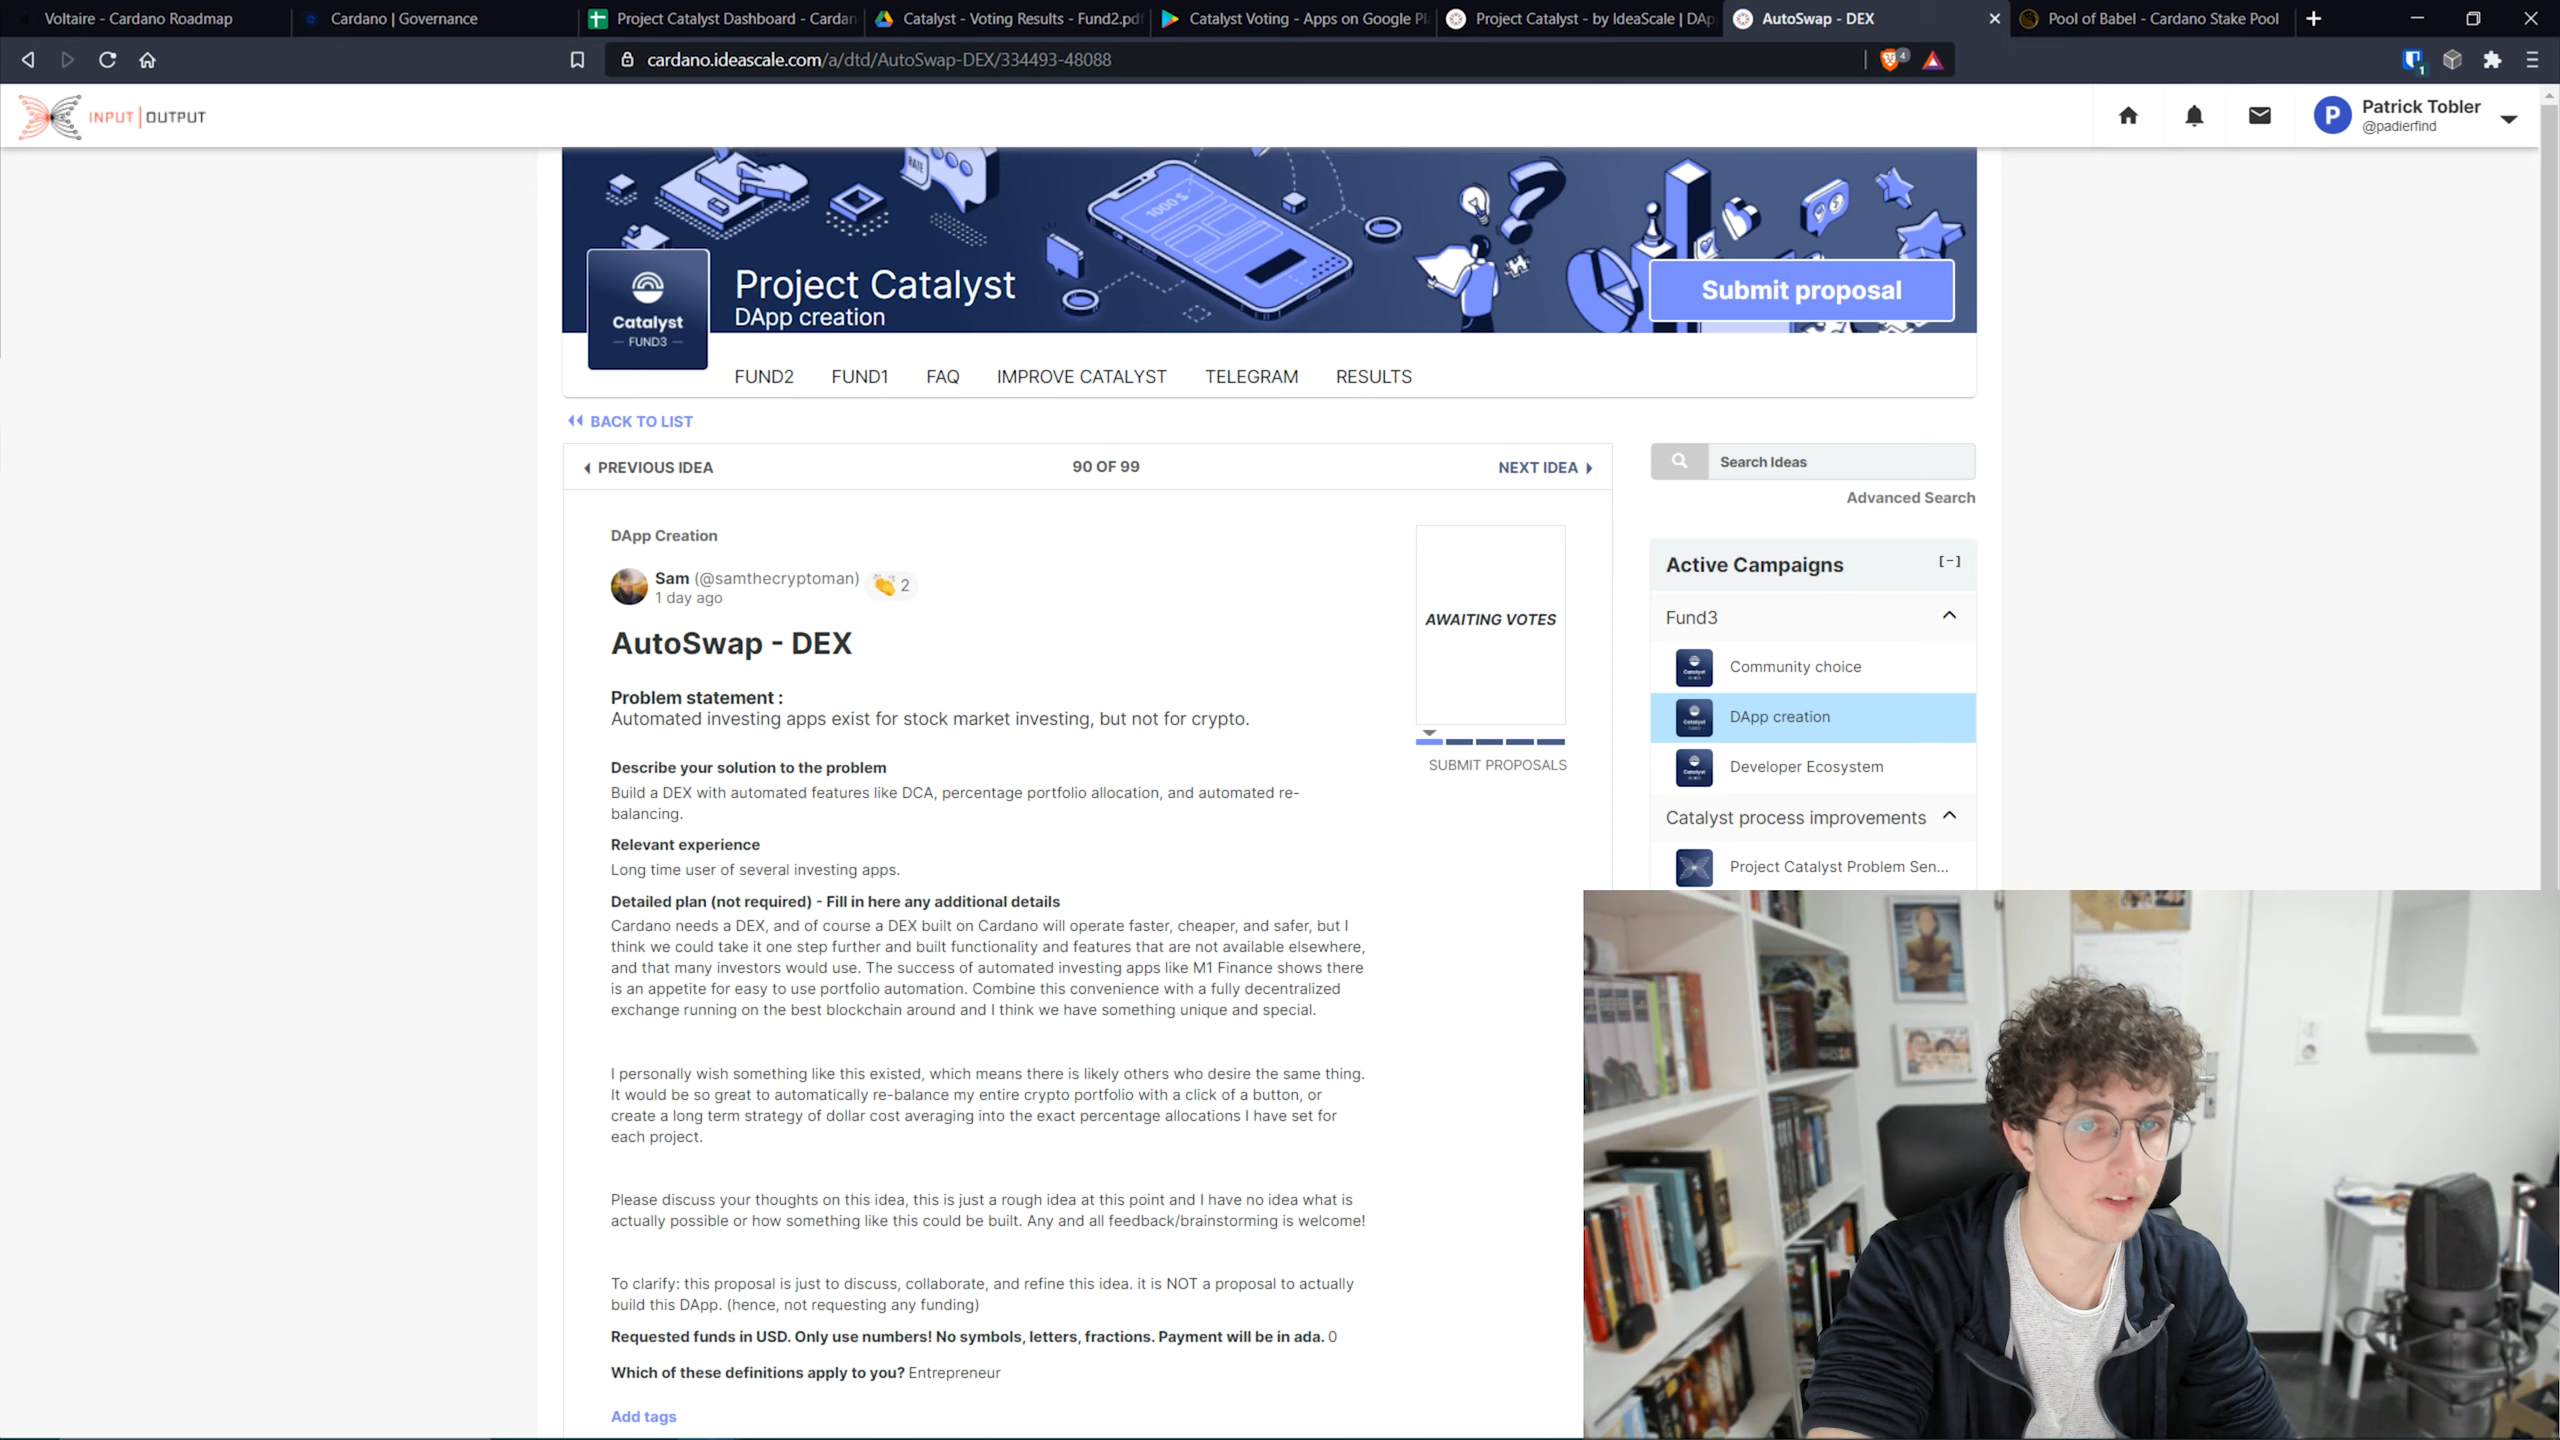 Voltaire - Cardano Roadmap
Cardano | Governance
Project Catalyst Dashboard - Cardan
Catalyst - Voting Results - Fund2.pdf
Catalyst Voting - Apps on Google Pl
Project Catalyst - by IdeaScale | DAp
AutoSwap - DEX
Pool of Babel - Cardano Stake Pool
cardano.ideascale.com/a/dtd/AutoSwap-DEX/334493-48088
4
1
INPUT | OUTPUT
P
Patrick Tobler
@padierfind
RATE
1000 $
Project Catalyst
DApp creation
Submit proposal
Catalyst
— FUND3 —
FUND2
FUND1
FAQ
IMPROVE CATALYST
TELEGRAM
RESULTS
BACK TO LIST
PREVIOUS IDEA
90 OF 99
NEXT IDEA
Search Ideas
Advanced Search
DApp Creation
Sam (@samthecryptoman)
2
1 day ago
AWAITING VOTES
SUBMIT PROPOSALS
AutoSwap - DEX
Problem statement :
Automated investing apps exist for stock market investing, but not for crypto.
Describe your solution to the problem
Build a DEX with automated features like DCA, percentage portfolio allocation, and automated re-
balancing.
Relevant experience
Long time user of several investing apps.
Detailed plan (not required) - Fill in here any additional details
Cardano needs a DEX, and of course a DEX built on Cardano will operate faster, cheaper, and safer, but I
think we could take it one step further and built functionality and features that are not available elsewhere,
and that many investors would use. The success of automated investing apps like M1 Finance shows there
is an appetite for easy to use portfolio automation. Combine this convenience with a fully decentralized
exchange running on the best blockchain around and I think we have something unique and special.
I personally wish something like this existed, which means there is likely others who desire the same thing.
It would be so great to automatically re-balance my entire crypto portfolio with a click of a button, or
create a long term strategy of dollar cost averaging into the exact percentage allocations I have set for
each project.
Please discuss your thoughts on this idea, this is just a rough idea at this point and I have no idea what is
actually possible or how something like this could be built. Any and all feedback/brainstorming is welcome!
To clarify: this proposal is just to discuss, collaborate, and refine this idea. it is NOT a proposal to actually
build this DApp. (hence, not requesting any funding)
Requested funds in USD. Only use numbers! No symbols, letters, fractions. Payment will be in ada. 0
Which of these definitions apply to you? Entrepreneur
Add tags
Active Campaigns
[-]
Fund3
Community choice
DApp creation
Developer Ecosystem
Catalyst process improvements
Project Catalyst Problem Sen...